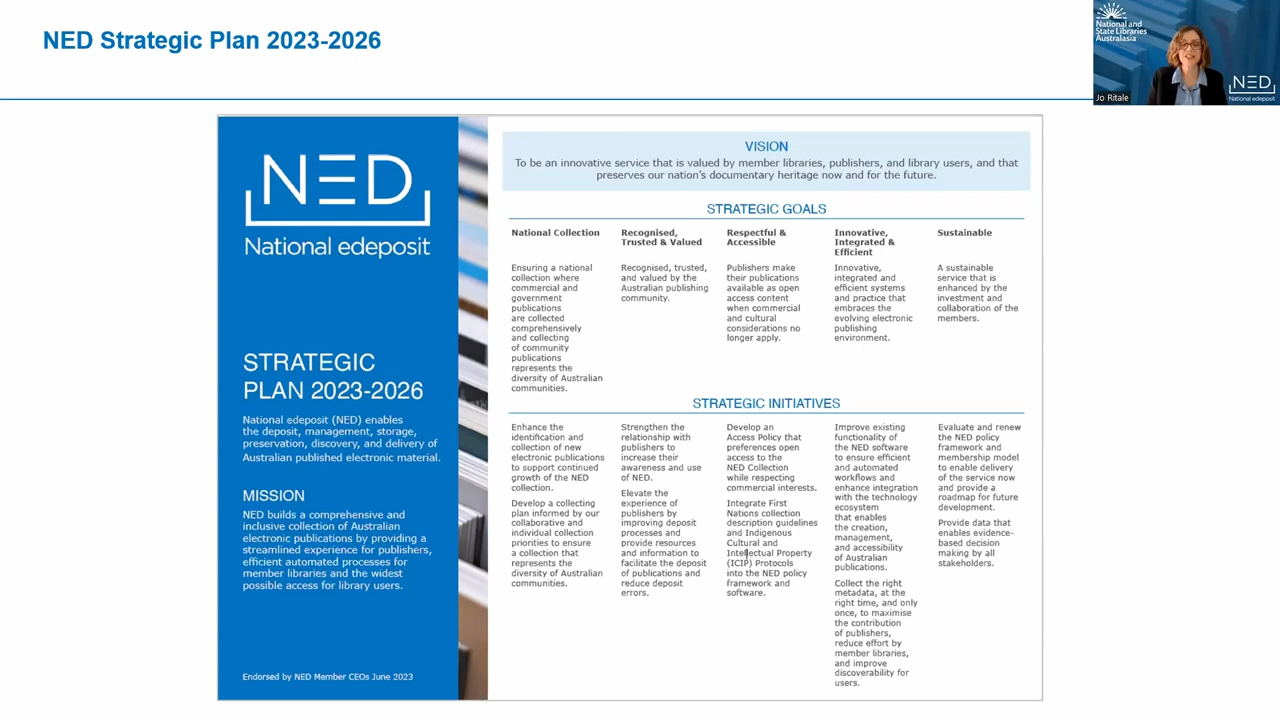 NED Strategic Plan 2023-2026
National and
State Libraries
Australasia
NED
National edeposit
Jo Ritale
NED
National edeposit
STRATEGIC
PLAN 2023-2026
National edeposit (NED) enables
the deposit, management, storage,
preservation, discovery, and delivery of
Australian published electronic material.
MISSION
NED builds a comprehensive and
inclusive collection of Australian
electronic publications by providing a
streamlined experience for publishers,
efficient automated processes for
member libraries and the widest
possible access for library users.
Endorsed by NED Member CEOs June 2023
VISION
To be an innovative service that is valued by member libraries, publishers, and library users, and that
preserves our nation's documentary heritage now and for the future.
STRATEGIC GOALS
National Collection
Ensuring a national
collection where
commercial and
government
publications
are collected
comprehensively
and collecting
of community
publications
represents the
diversity of Australian
communities.
Recognised,
Trusted & Valued
Recognised, trusted,
and valued by the
Australian publishing
community.
Respectful &
Accessible
Publishers make
their publications
available as open
access content
when commercial
and cultural
considerations no
longer apply.
Innovative,
Integrated &
Efficient
Innovative,
integrated and
efficient systems
and practice that
embraces the
evolving electronic
publishing
environment.
Sustainable
A sustainable
service that is
enhanced by the
investment and
collaboration of the
members.
STRATEGIC INITIATIVES
Enhance the
identification and
collection of new
electronic publications
to support continued
growth of the NED
collection.
Develop a collecting
plan informed by our
collaborative and
individual collection
priorities to ensure
a collection that
represents the
diversity of Australian
communities.
Strengthen the
relationship with
publishers to
increase their
awareness and use
of NED.
Elevate the
experience of
publishers by
improving deposit
processes and
provide resources
and information to
facilitate the deposit
of publications and
reduce deposit
errors.
Develop an
Access Policy that
preferences open
access to the
NED Collection
while respecting
commercial interests.
Integrate First
Nations collection
description guidelines
and Indigenous
Cultural and
Intellectual Property
(ICIP) Protocols
into the NED policy
framework and
software.
Improve existing
functionality of
the NED software
to ensure efficient
and automated
workflows and
enhance integration
with the technology
ecosystem
that enables
the creation,
management,
and accessibility
of Australian
publications.
Collect the right
metadata, at the
right time, and only
once, to maximise
the contribution
of publishers,
reduce effort by
member libraries,
and improve
discoverability for
users.
Evaluate and renew
the NED policy
framework and
membership model
to enable delivery
of the service now
and provide a
roadmap for future
development.
Provide data that
enables evidence-
based decision
making by all
stakeholders.